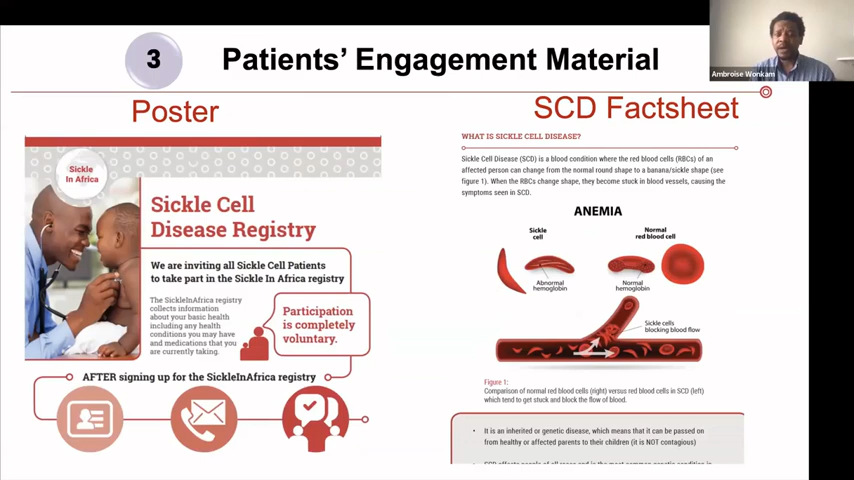 3
Patients’ Engagement Material
Ambroise Wonkam
Poster
Sickle
In Africa
Sickle Cell
Disease Registry
We are inviting all Sickle Cell Patients
to take part in the Sickle In Africa registry
The SickleInAfrica registry
collects information
about your basic health
including any health
conditions you may have
and medications that you
are currently taking.
Participation
is completely
voluntary.
AFTER signing up for the SickleInAfrica registry
SCD Factsheet
WHAT IS SICKLE CELL DISEASE?
Sickle Cell Disease (SCD) is a blood condition where the red blood cells (RBCs) of an
affected person can change from the normal round shape to a banana/sickle shape (see
figure 1). When the RBCs change shape, they become stuck in blood vessels, causing the
symptoms seen in SCD.
ANEMIA
Sickle
cell
Normal
red blood cell
Abnormal
hemoglobin
Normal
hemoglobin
Sickle cells
blocking blood flow
Figure 1:
Comparison of normal red blood cells (right) versus red blood cells in SCD (left)
which tend to get stuck and block the flow of blood.
• It is an inherited or genetic disease, which means that it can be passed on
from healthy or affected parents to their children (it is NOT contagious)